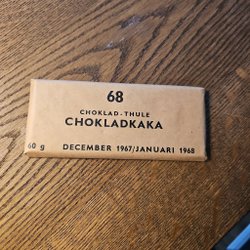 68
CHOKLAD-THULE
CHOKLADKAKA
60 g DECEMBER 1967/JANUARI 1968